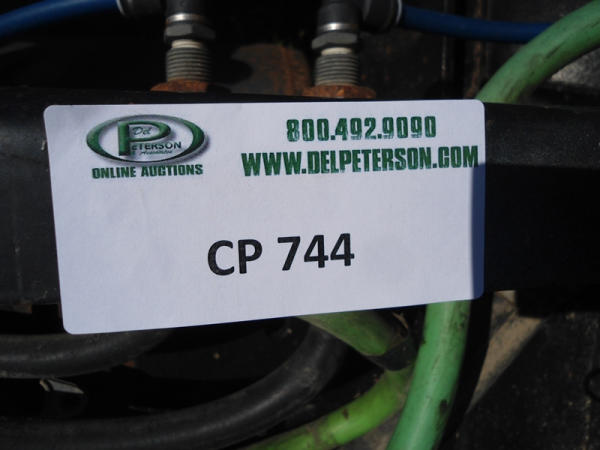 Del
PETERSON
& Associates
ONLINE AUCTIONS
800.492.9090
WWW.DELPETERSON.COM
CP 744